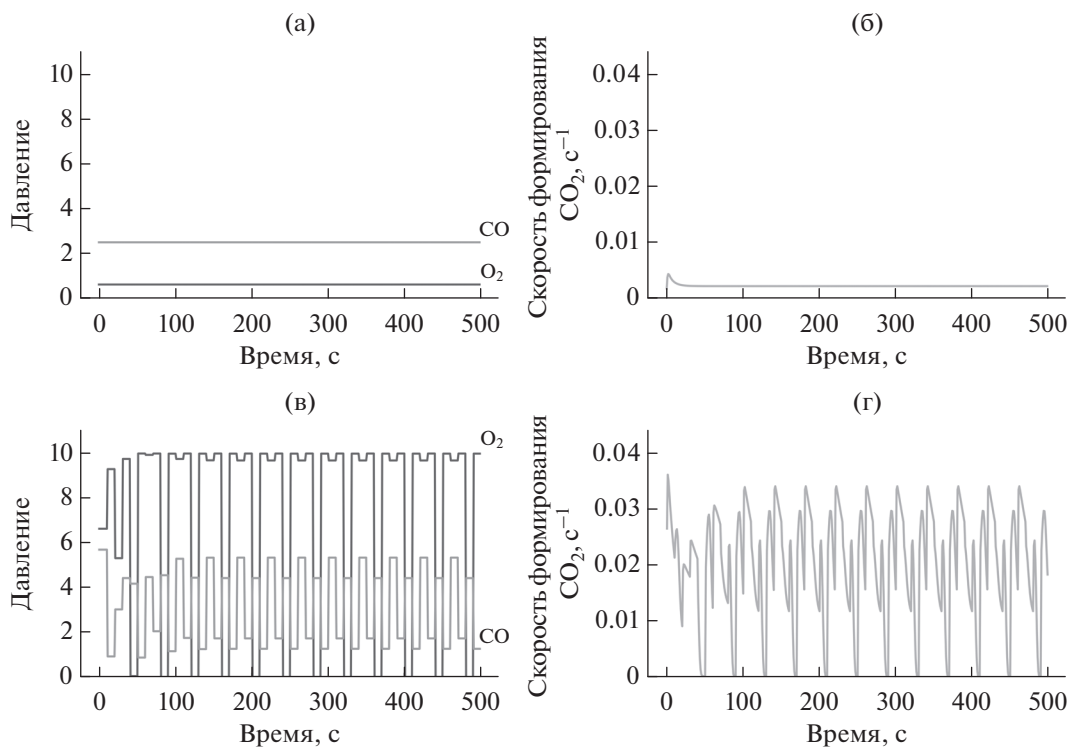 (а)
Давление
10
8
6
4
2
0
CO
O₂
0 100 200 300 400 500
Время, с
(б)
Скорость формирования
CO₂, с⁻¹
0.04
0.03
0.02
0.01
0
0 100 200 300 400 500
Время, с
(в)
Давление
10
8
6
4
2
0
O₂
CO
0 100 200 300 400 500
Время, с
(г)
Скорость формирования
CO₂, с⁻¹
0.04
0.03
0.02
0.01
0
0 100 200 300 400 500
Время, с